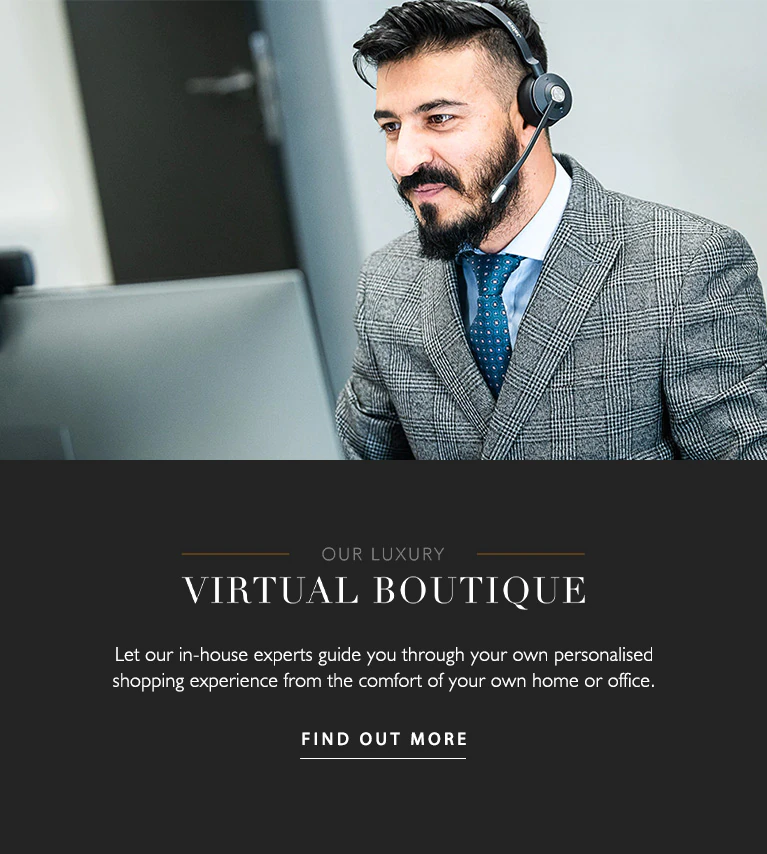 OUR LUXURY
VIRTUAL BOUTIQUE
Let our in-house experts guide you through your own personalised
shopping experience from the comfort of your own home or office.
FIND OUT MORE